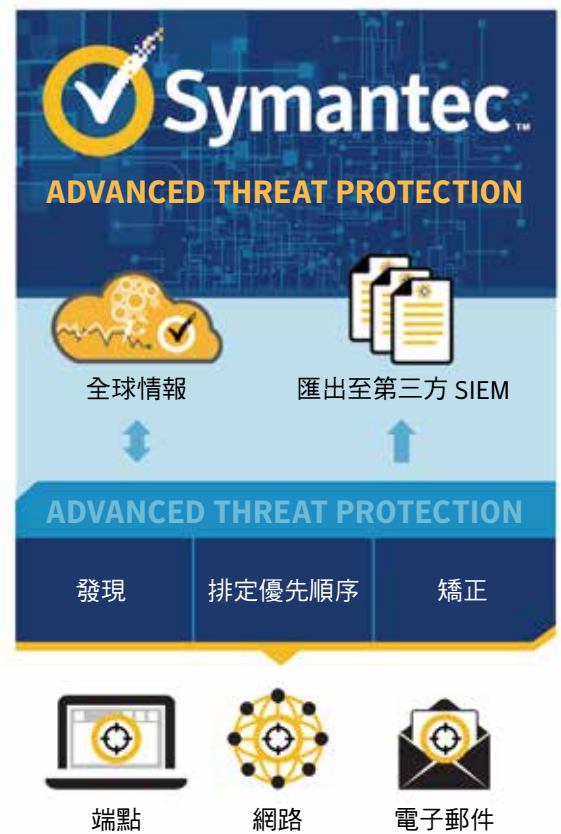 Symantec™
ADVANCED THREAT PROTECTION
全球情報
匯出至第三方 SIEM
ADVANCED THREAT PROTECTION
發現
排定優先順序
矯正
端點
網路
電子郵件